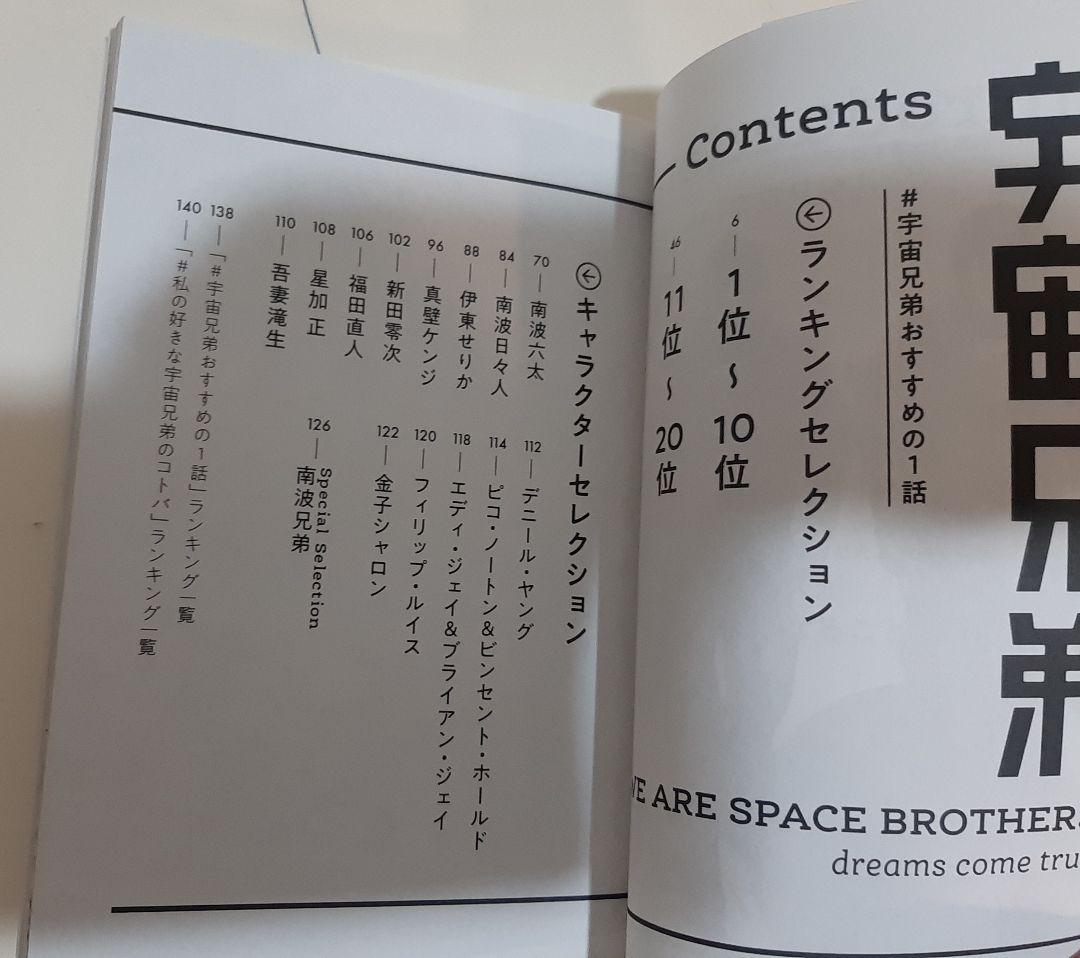 宇宙兄弟
WE ARE SPACE BROTHERS
dreams come tru
Contents
#宇宙兄弟おすすめの1話
ランキングセレクション
6 1位~10位
46 11位~20位
キャラクターセレクション
70 南波六太
84 南波日々人
88 伊東せりか
96 真壁ケンジ
102 新田零次
106 福田直人
108 星加 正
110 吾妻滝生
112 デニール・ヤング
114 ピコ・ノートン&ビンセント・ホールド
118 エディ・ジェイ&ブライアン・ジェイ
120 フィリップ・ルイス
122 金子シャロン
Special Selection
126 南波兄弟
138 「#宇宙兄弟おすすめの1話」ランキング一覧
140 「#私の好きな宇宙兄弟のコトバ」ランキング一覧